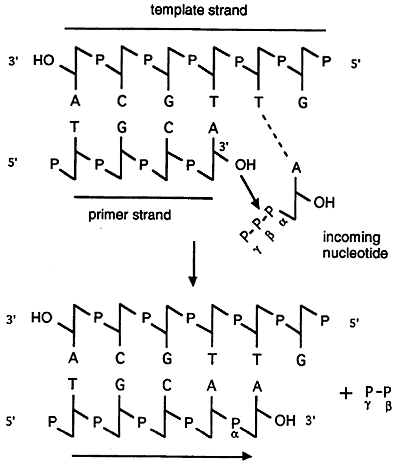 template strand
3' HO P P P P P P 5'
A C G T T G
T G C A A
3'
5' P P P P OH
OH
P-P-P
γ β α
primer strand
incoming
nucleotide
3' HO P P P P P P 5'
A C G T T G
T G C A A
+ P-P
γ β
5' P P P P P OH 3'
α